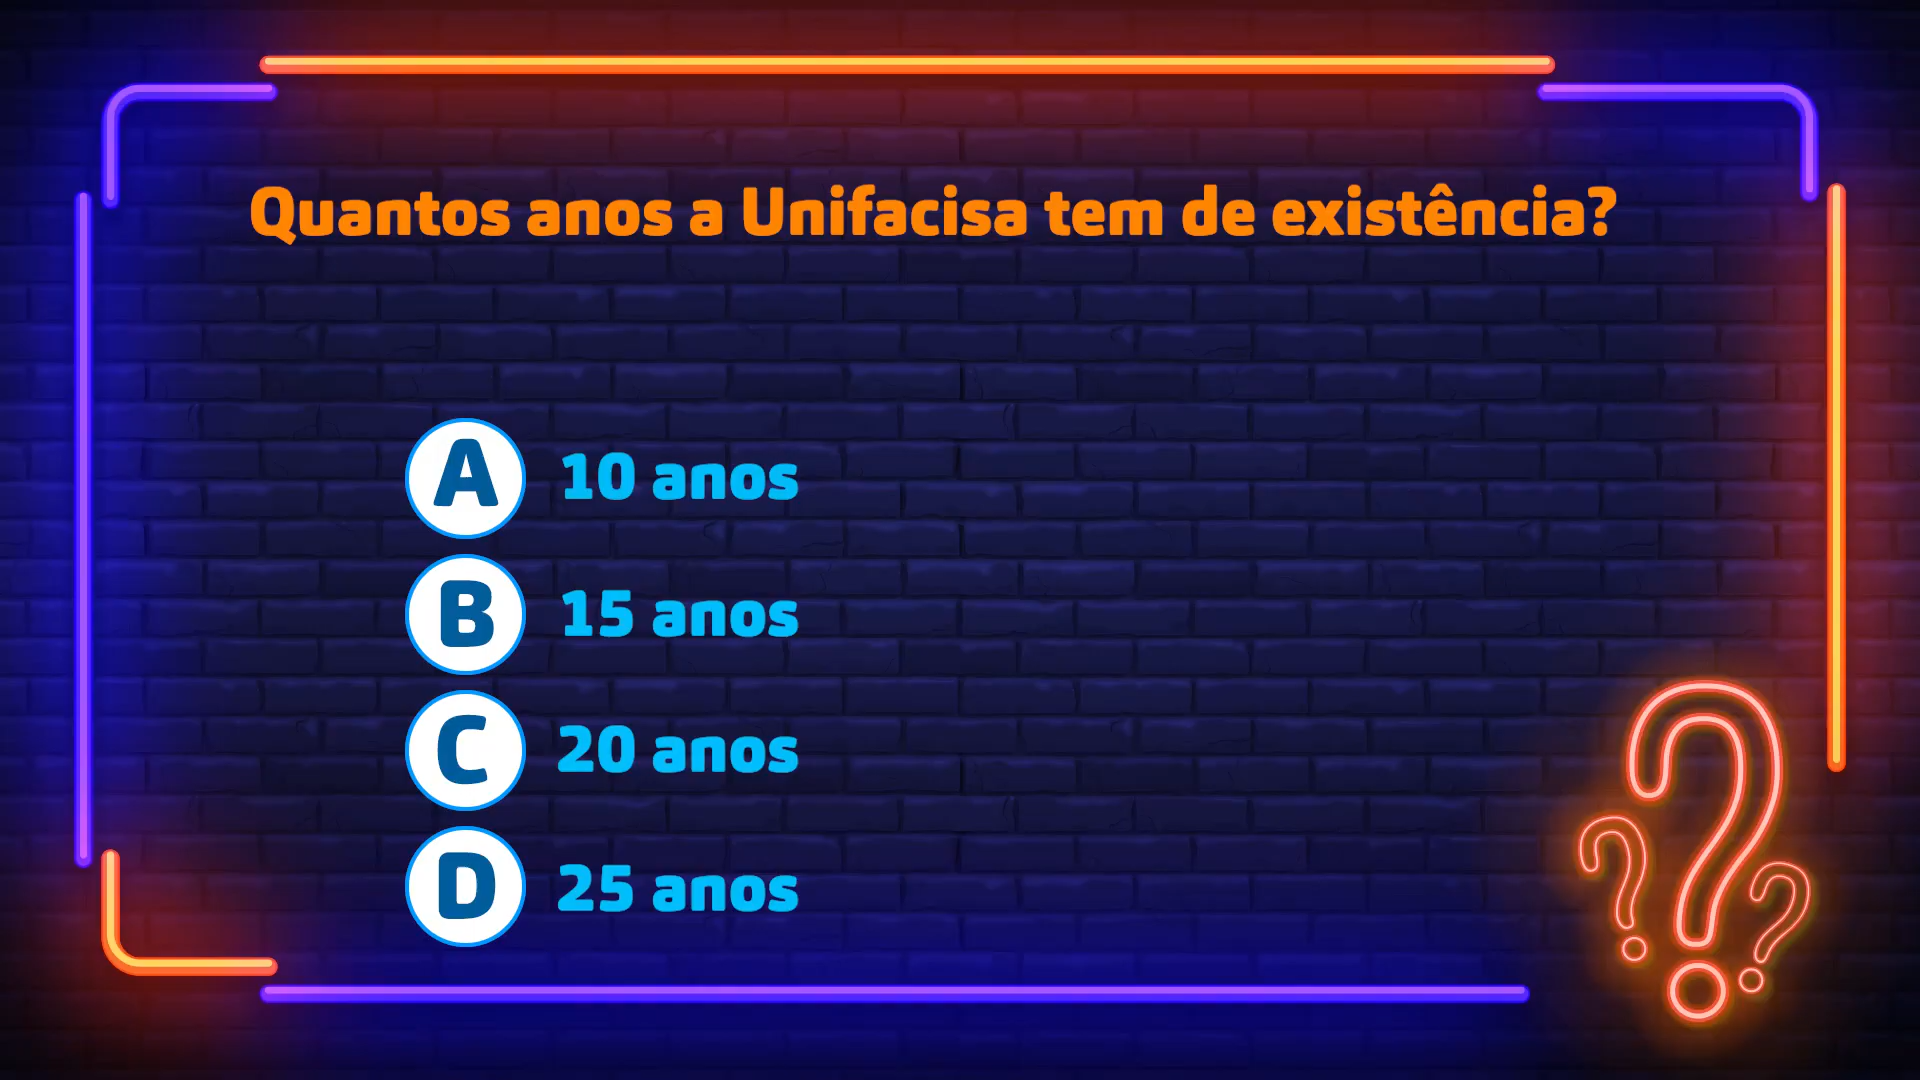 Quantos anos a Unifacisa tem de existência?
A 10 anos
B 15 anos
C 20 anos
D 25 anos